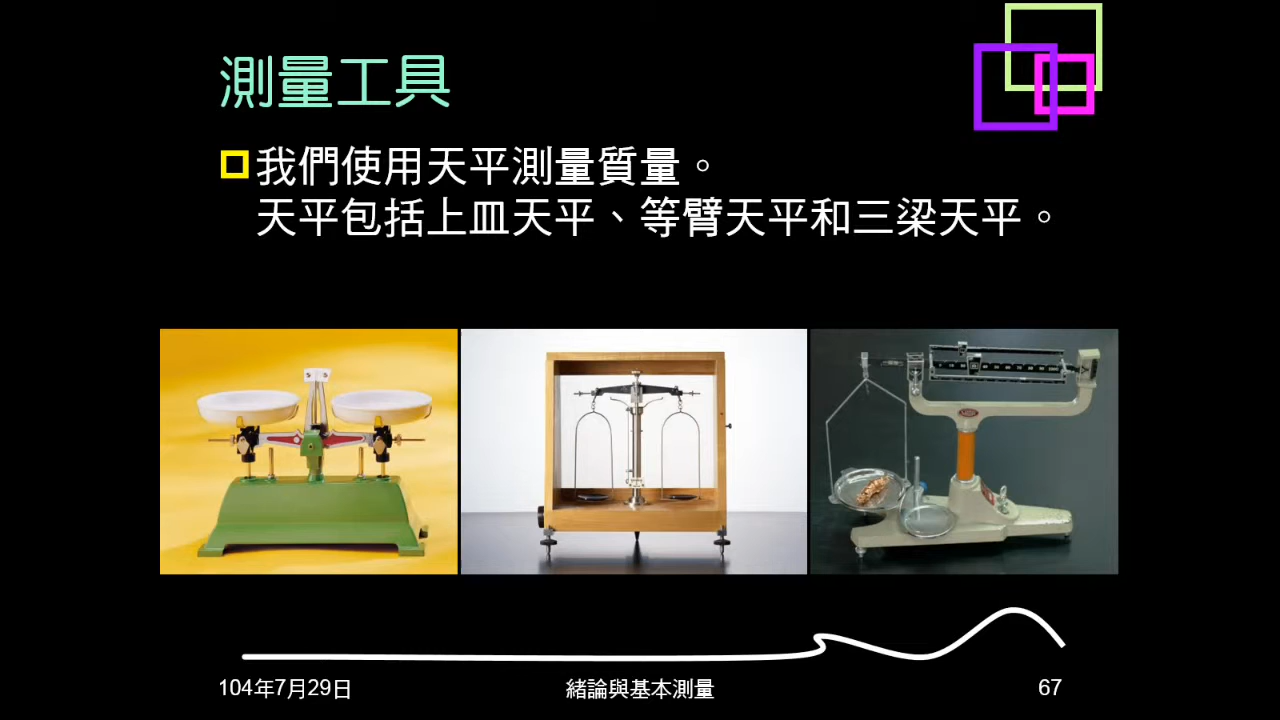 測量工具
我們使用天平測量質量。
天平包括上皿天平、等臂天平和三梁天平。
104年7月29日
緒論與基本測量
67